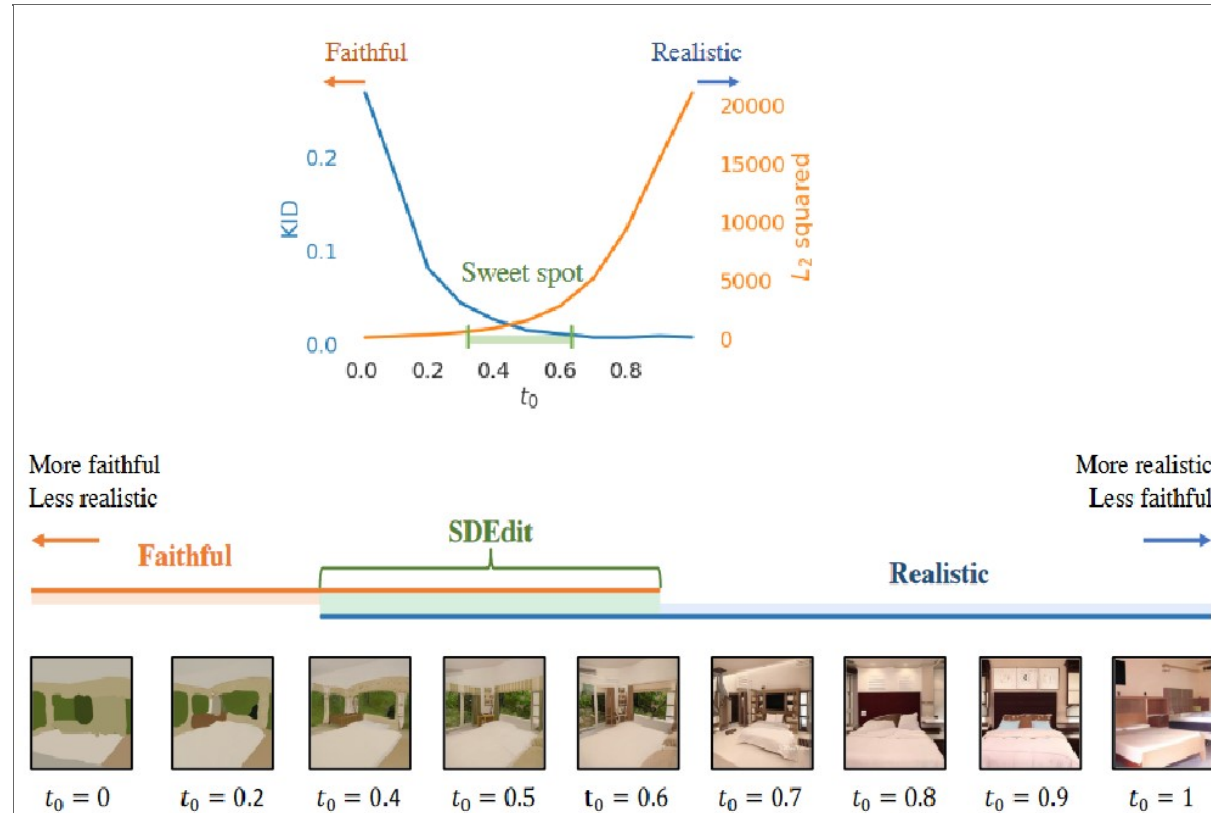 Faithful
Realistic
20000
15000
10000
5000
0
L₂ squared
0.2
0.1
0.0
KID
Sweet spot
0.0 0.2 0.4 0.6 0.8
t₀
More faithful
Less realistic
More realistic
Less faithful
SDEdit
Faithful
Realistic
t₀ = 0
t₀ = 0.2
t₀ = 0.4
t₀ = 0.5
t₀ = 0.6
t₀ = 0.7
t₀ = 0.8
t₀ = 0.9
t₀ = 1